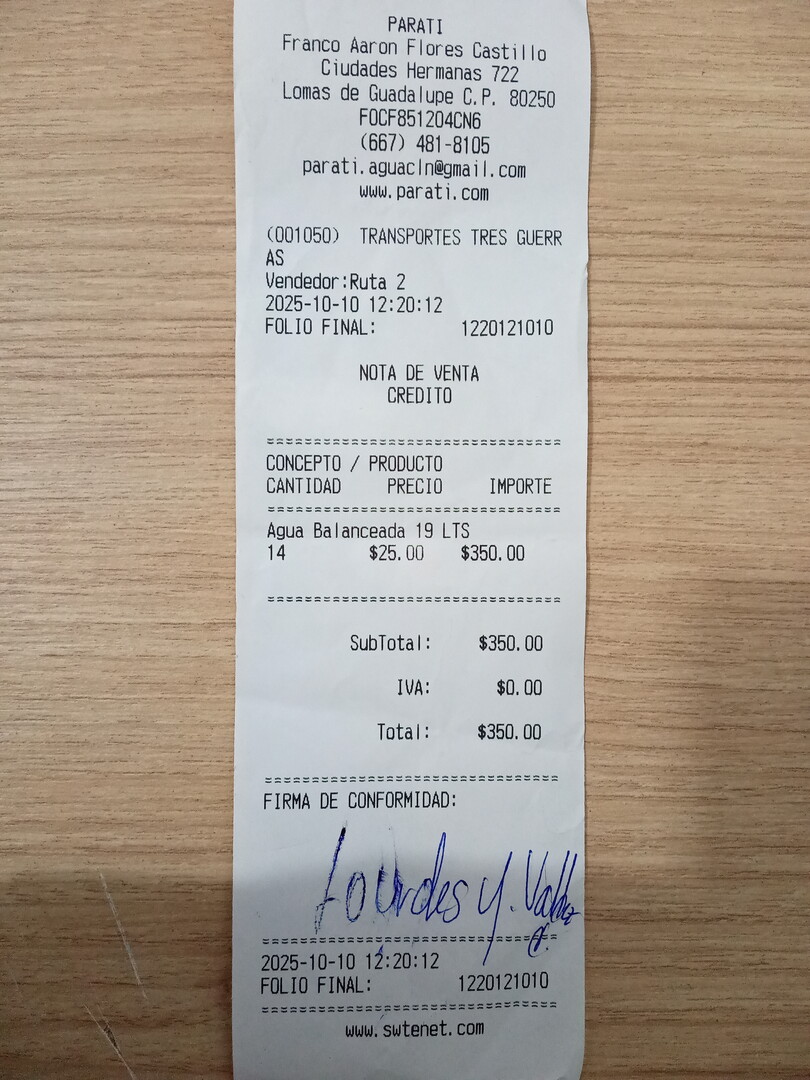 PARATI
Franco Aaron Flores Castillo
Ciudades Hermanas 722
Lomas de Guadalupe C.P. 80250
FOCF851204CN6
(667) 481-8105
parati.aguacln@gmail.com
www.parati.com
(001050) TRANSPORTES TRES GUERR
AS
Vendedor:Ruta 2
2025-10-10 12:20:12
FOLIO FINAL: 1220121010
NOTA DE VENTA
CREDITO
CONCEPTO / PRODUCTO
CANTIDAD PRECIO IMPORTE
Agua Balanceada 19 LTS
14 $25.00 $350.00
SubTotal: $350.00
IVA: $0.00
Total: $350.00
FIRMA DE CONFORMIDAD:
Lourdes Y.
2025-10-10 12:20:12
FOLIO FINAL: 1220121010
www.swtenet.com